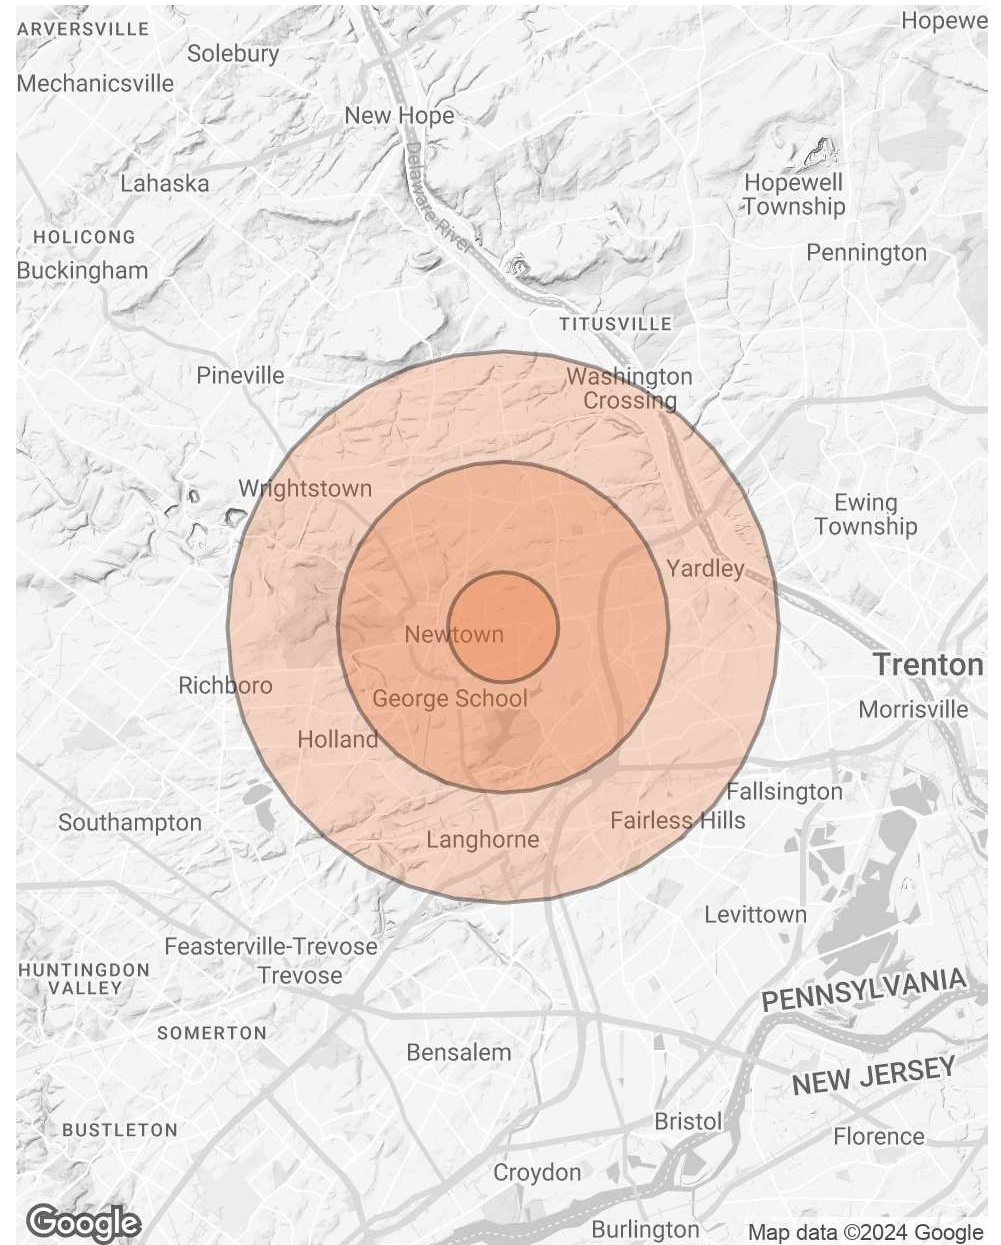 ARVERSVILLE
Hopewe
Solebury
Mechanicsville
New Hope
Delaware River
Lahaska
Hopewell
Township
HOLICONG
Buckingham
Pennington
TITUSVILLE
Pineville
Washington
Crossing
Wrightstown
Ewing
Township
Yardley
Newtown
Trenton
Richboro
George School
Morrisville
Holland
Fallsington
Southampton
Fairless Hills
Langhorne
Levittown
Feasterville-Trevose
Trevose
HUNTINGDON
VALLEY
PENNSYLVANIA
SOMERTON
Bensalem
NEW JERSEY
BUSTLETON
Bristol
Florence
Croydon
Google
Burlington
Map data ©2024 Google